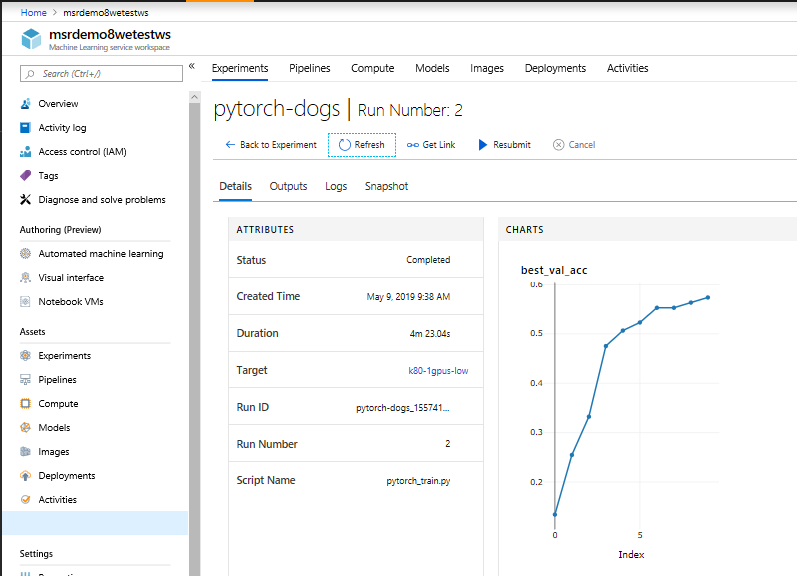 Home > msrdemo8wetestws
msrdemo8wetestws
Machine Learning service workspace
Search (Ctrl+/)
«
Overview
Activity log
Access control (IAM)
Tags
Diagnose and solve problems
Authoring (Preview)
Automated machine learning
Visual interface
Notebook VMs
Assets
Experiments
Pipelines
Compute
Models
Images
Deployments
Activities
Settings
Experiments Pipelines Compute Models Images Deployments Activities
pytorch-dogs | Run Number: 2
Back to Experiment Refresh Get Link Resubmit Cancel
Details Outputs Logs Snapshot
ATTRIBUTES
Status Completed
Created Time May 9, 2019 9:38 AM
Duration 4m 23.04s
Target k80-1gpus-low
Run ID pytorch-dogs_155741...
Run Number 2
Script Name pytorch_train.py
CHARTS
best_val_acc
0.6
0.5
0.4
0.3
0.2
0 5
Index